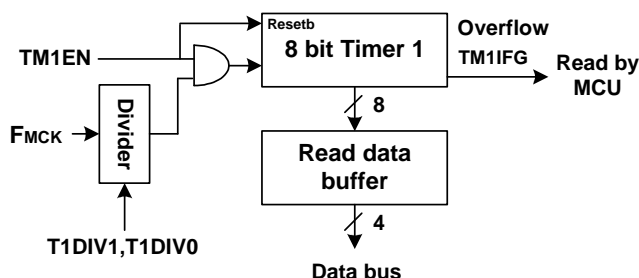 Resetb
Overflow
TM1EN
8 bit Timer 1
TM1IFG
Read by
MCU
8
FMCK
Divider
Read data
buffer
4
T1DIV1,T1DIV0
Data bus